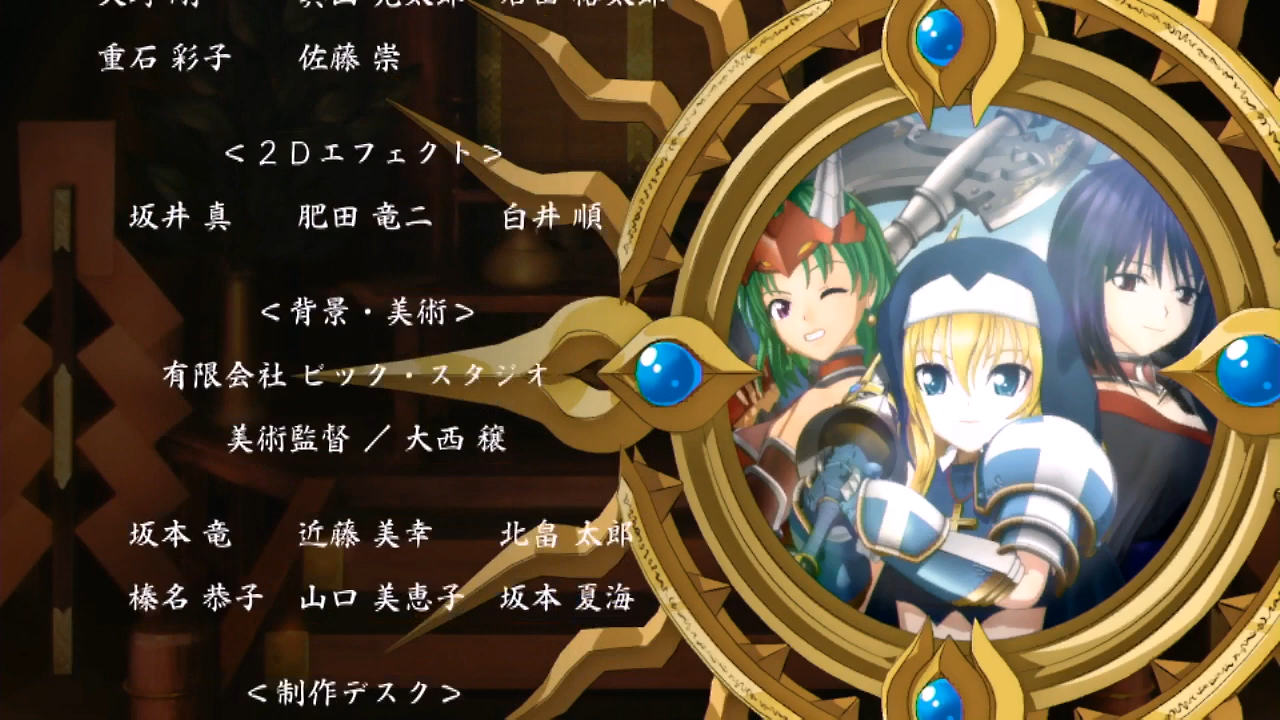 重石 彩子 佐藤 崇
＜２Ｄエフェクト＞
坂井 真 肥田 竜二 白井 順
＜背景・美術＞
有限会社 ビック・スタジオ
美術監督 ／ 大西 穣
坂本 竜 近藤 美幸 北畠 太郎
榛名 恭子 山口 美恵子 坂本 夏海
＜制作デスク＞